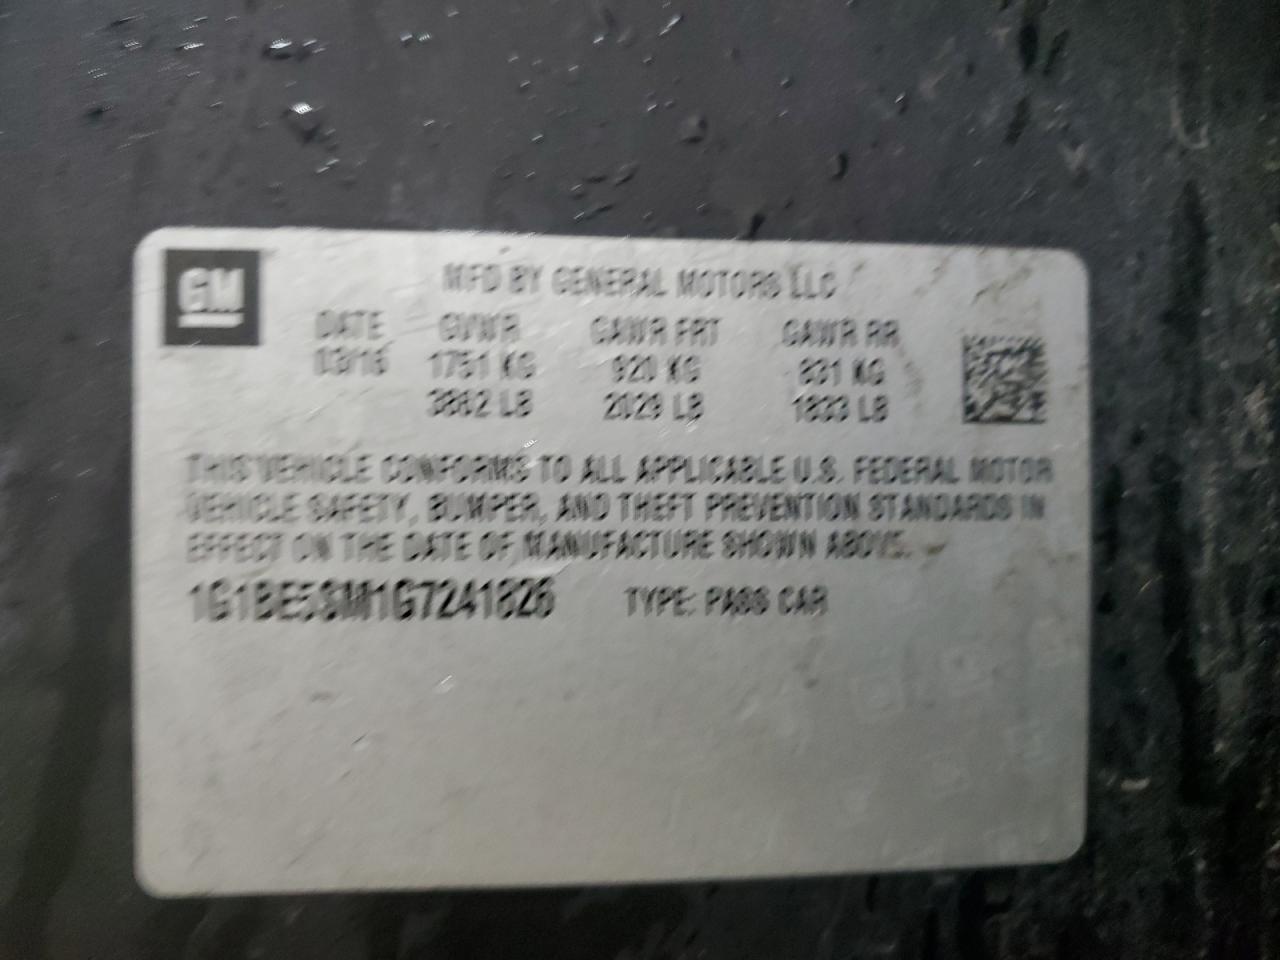 GM
MFD BY GENERAL MOTORS LLC
DATE GVWR GAWR FRT GAWR RR
03/16 1751 KG 920 KG 831 KG
3862 LB 2029 LB 1833 LB
THIS VEHICLE CONFORMS TO ALL APPLICABLE U.S. FEDERAL MOTOR
VEHICLE SAFETY, BUMPER, AND THEFT PREVENTION STANDARDS IN
EFFECT ON THE DATE OF MANUFACTURE SHOWN ABOVE.
1G1BE5SM1G7241826 TYPE: PASS CAR